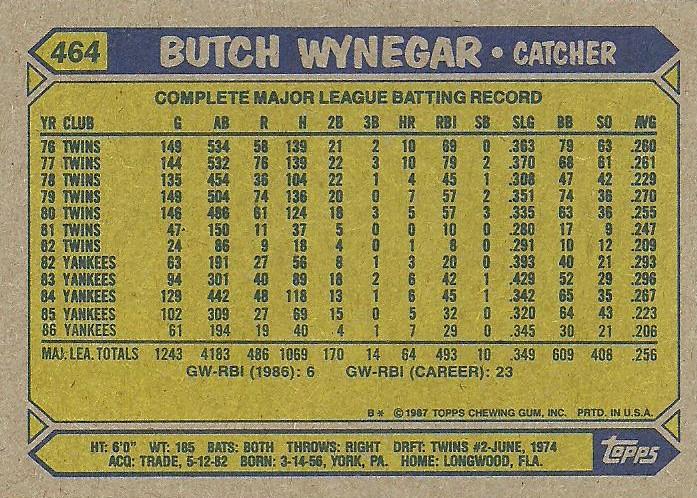 464 BUTCH WYNEGAR • CATCHER
COMPLETE MAJOR LEAGUE BATTING RECORD
YR CLUB G AB R H 2B 3B HR RBI SB SLG BB SO AVG
76 TWINS 149 534 58 139 21 2 10 69 0 .363 79 63 .260
77 TWINS 144 532 76 139 22 3 10 79 2 .370 68 61 .261
78 TWINS 135 454 36 104 22 1 4 45 1 .308 47 42 .229
79 TWINS 149 504 74 136 20 0 7 57 2 .351 74 36 .270
80 TWINS 146 486 61 124 18 3 5 57 3 .335 63 36 .255
81 TWINS 47 150 11 37 5 0 0 10 0 .280 17 9 .247
82 TWINS 24 86 9 18 4 0 1 8 0 .291 10 12 .209
82 YANKEES 63 191 27 56 8 1 3 20 0 .393 40 21 .293
83 YANKEES 94 301 40 89 18 2 6 42 1 .429 52 29 .296
84 YANKEES 129 442 48 118 13 1 6 45 1 .342 65 35 .267
85 YANKEES 102 309 27 69 15 0 5 32 0 .320 64 43 .223
86 YANKEES 61 194 19 40 4 1 7 29 0 .345 30 21 .206
MAJ. LEA. TOTALS 1243 4183 486 1069 170 14 64 493 10 .349 609 408 .256
GW-RBI (1986): 6 GW-RBI (CAREER): 23
B* ©1987 TOPPS CHEWING GUM, INC. PRTD. IN U.S.A.
HT: 6'0" WT: 185 BATS: BOTH THROWS: RIGHT DRFT: TWINS #2-JUNE, 1974
ACQ: TRADE, 5-12-82 BORN: 3-14-56, YORK, PA. HOME: LONGWOOD, FLA.
Topps